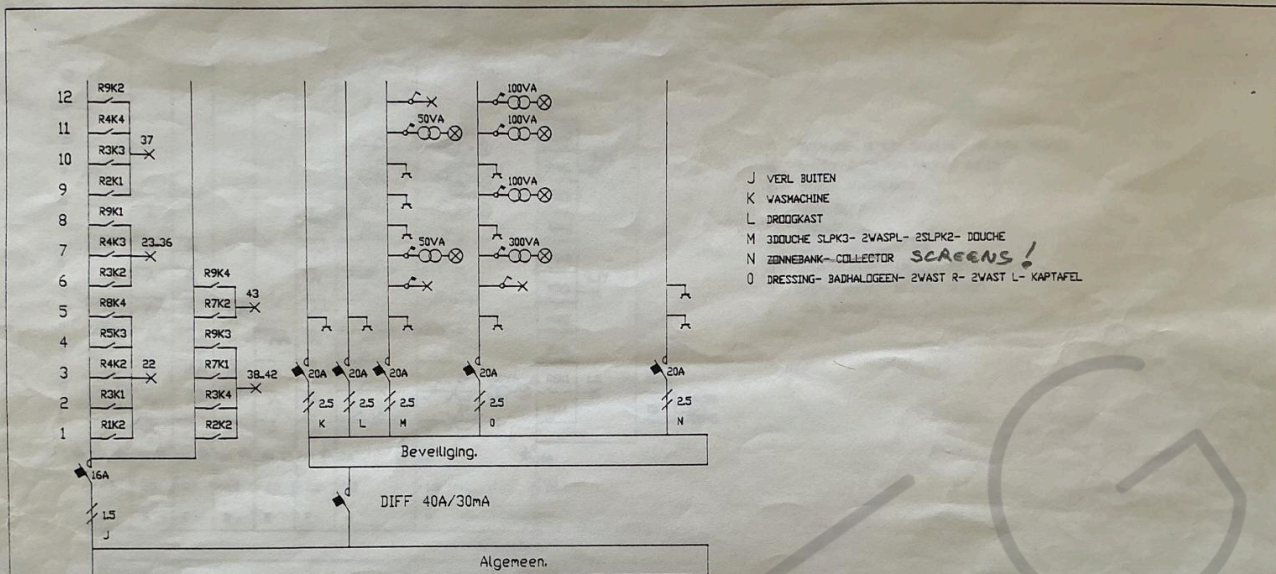 12 R9K2 100VA
11 R4K4 50VA 100VA
37
10 R3K3
9 R2K1 100VA
8 R9K1
7 R4K3 23_36 50VA 300VA
6 R3K2 R9K4
43
5 R8K4 R7K2
4 R5K3 R9K3
3 R4K2 22 R7K1 20A 20A 20A 20A 20A
38_42
2 R3K1 R3K4 2.5 2.5 2.5 2.5 2.5
1 R1K2 R2K2 K L M O N
Beveiliging.
16A
DIFF 40A/30mA
1.5
J
Algemeen.
J VERL BUITEN
K WASMACHINE
L DROOGKAST
M 3DOUCHE SLPK3- 2WASPL- 2SLPK2- DOUCHE
N ZONNEBANK- COLLECTOR SCREENS!
O DRESSING- BADHALOGEEN- 2WAST R- 2WAST L- KAPTAFEL